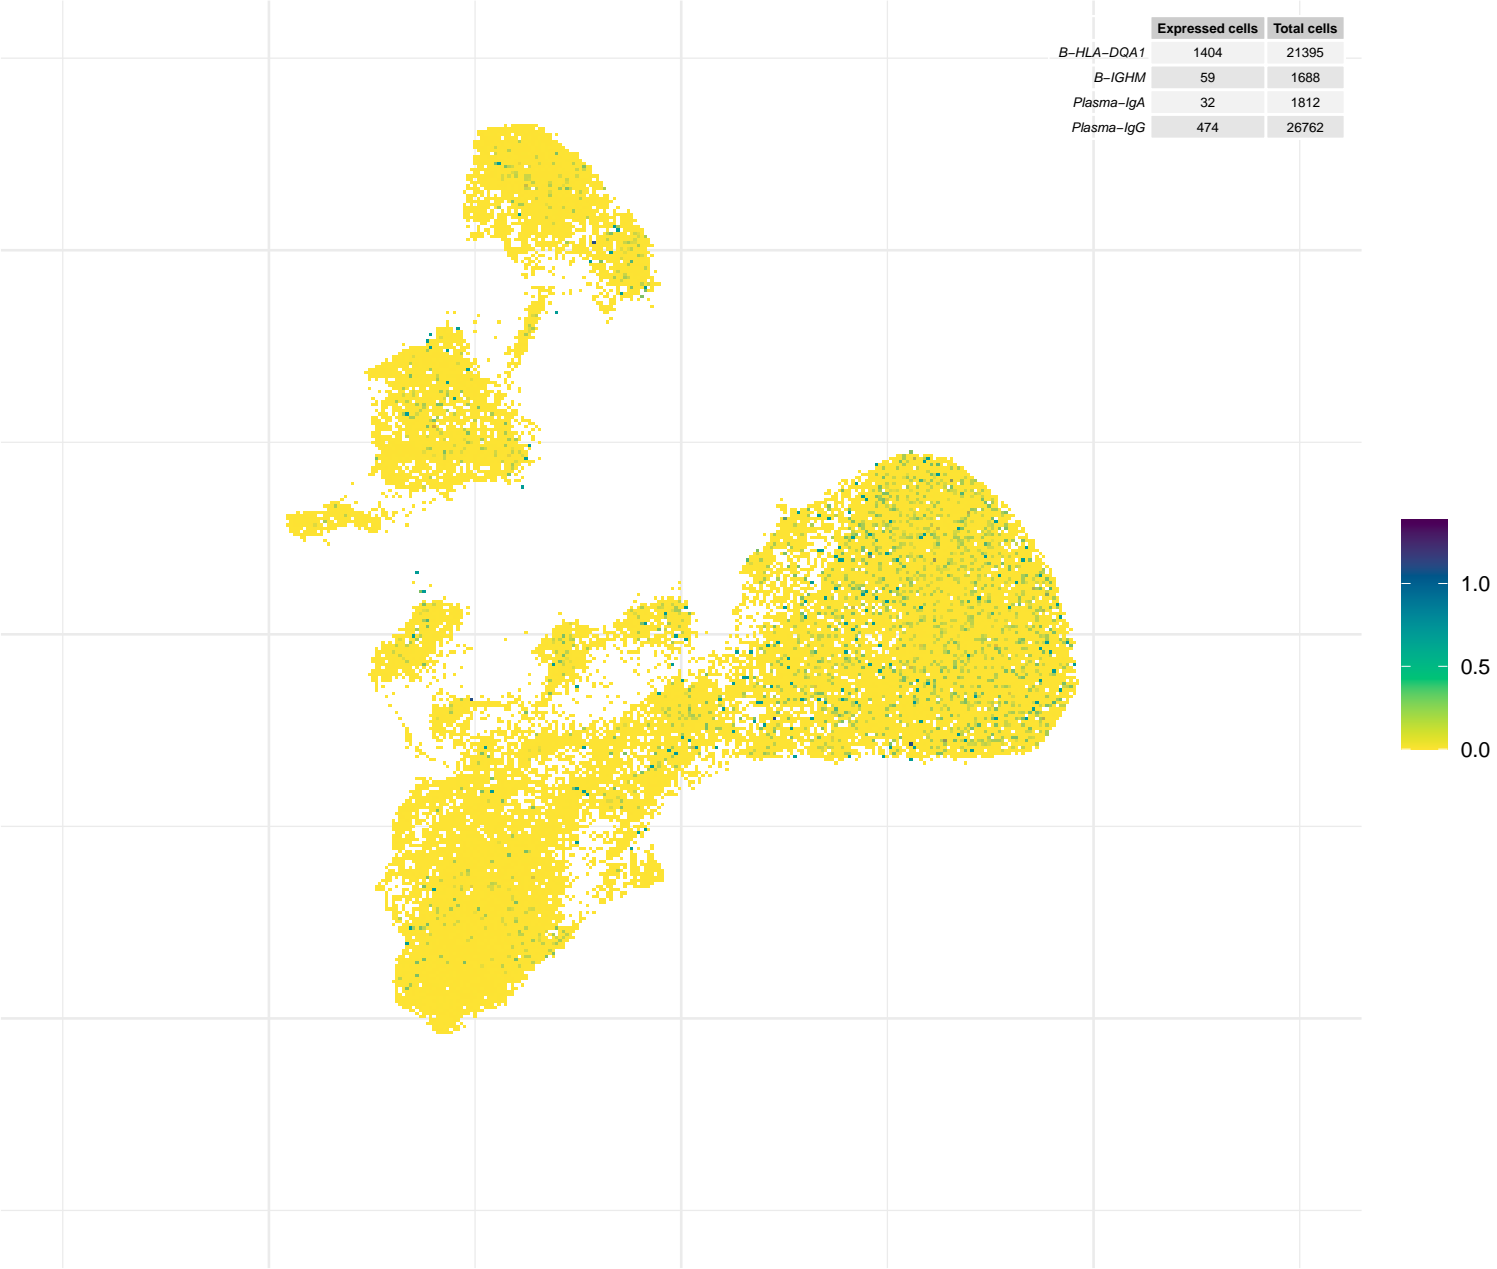 Expressed cells Total cells
B−HLA−DQA1 1404 21395
B−IGHM 59 1688
Plasma−IgA 32 1812
Plasma−IgG 474 26762
1.0
0.5
0.0